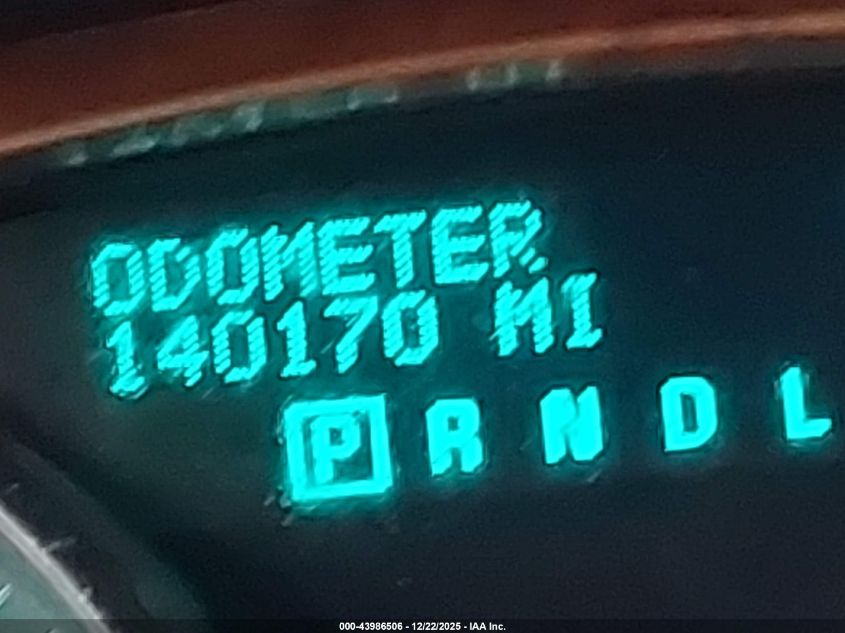 ODOMETER
140170 MI
P R N D L
000-43986506 - 12/22/2025 - IAA Inc.